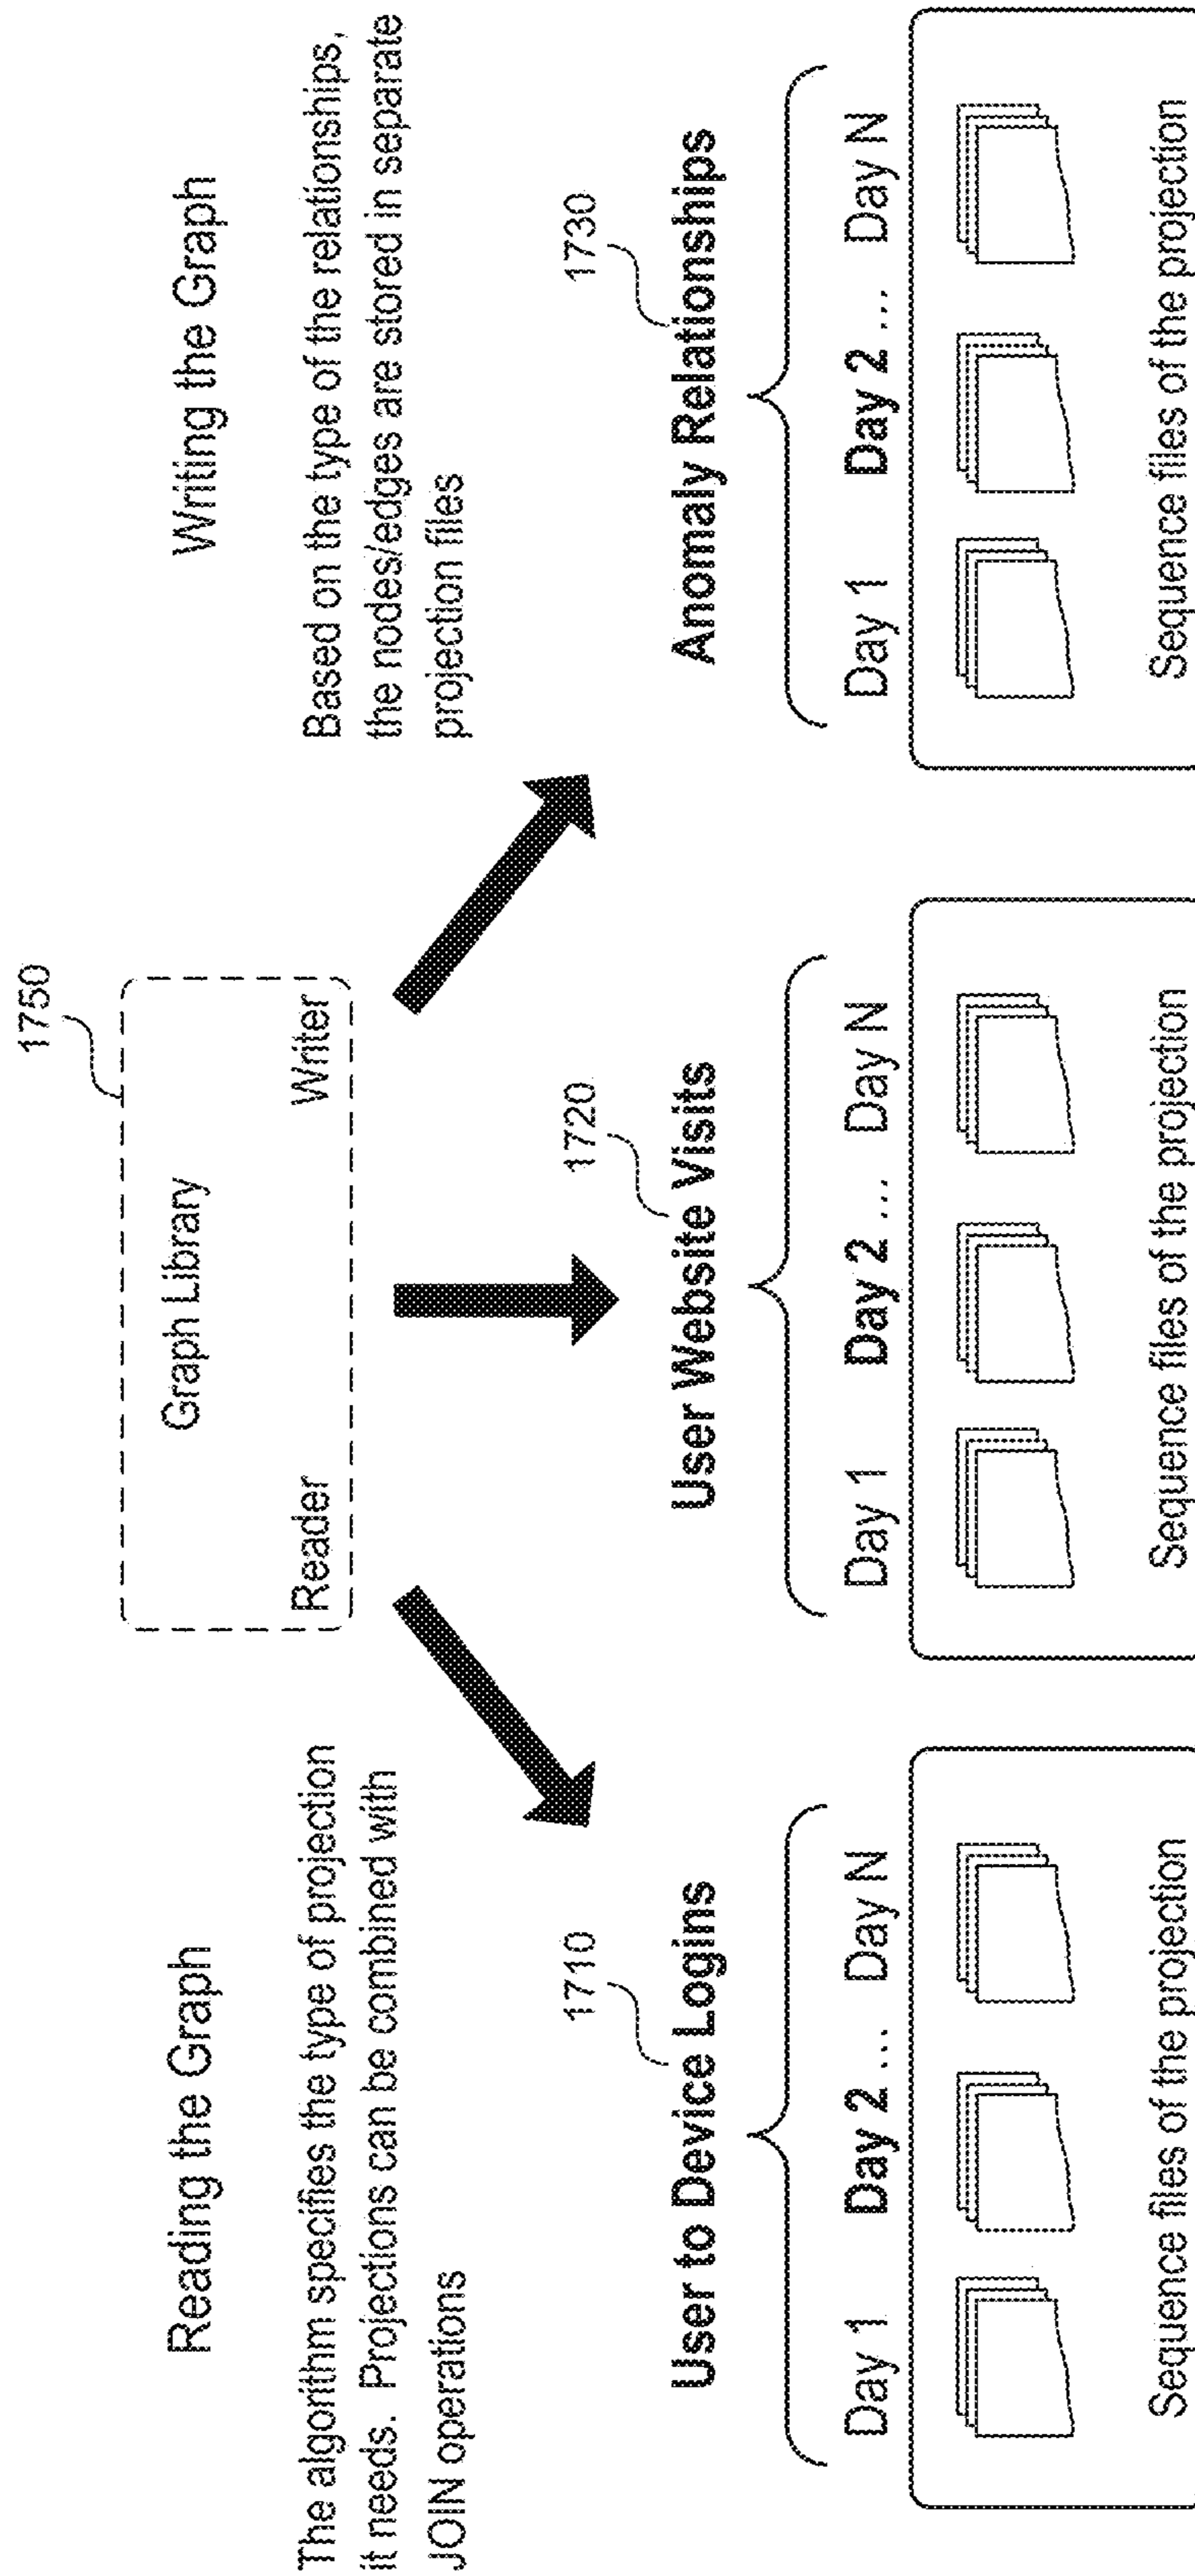 1750
Reading the Graph
Graph Library
Writing the Graph
Reader
Writer
The algorithm specifies the type of projection
it needs. Projections can be combined with
JOIN operations
Based on the type of the relationships,
the nodes/edges are stored in separate
projection files
1710
1720
1730
User to Device Logins
User Website Visits
Anomaly Relationships
Day 1 Day 2 ... Day N
Day 1 Day 2 ... Day N
Day 1 Day 2 ... Day N
Sequence files of the projection
Sequence files of the projection
Sequence files of the projection